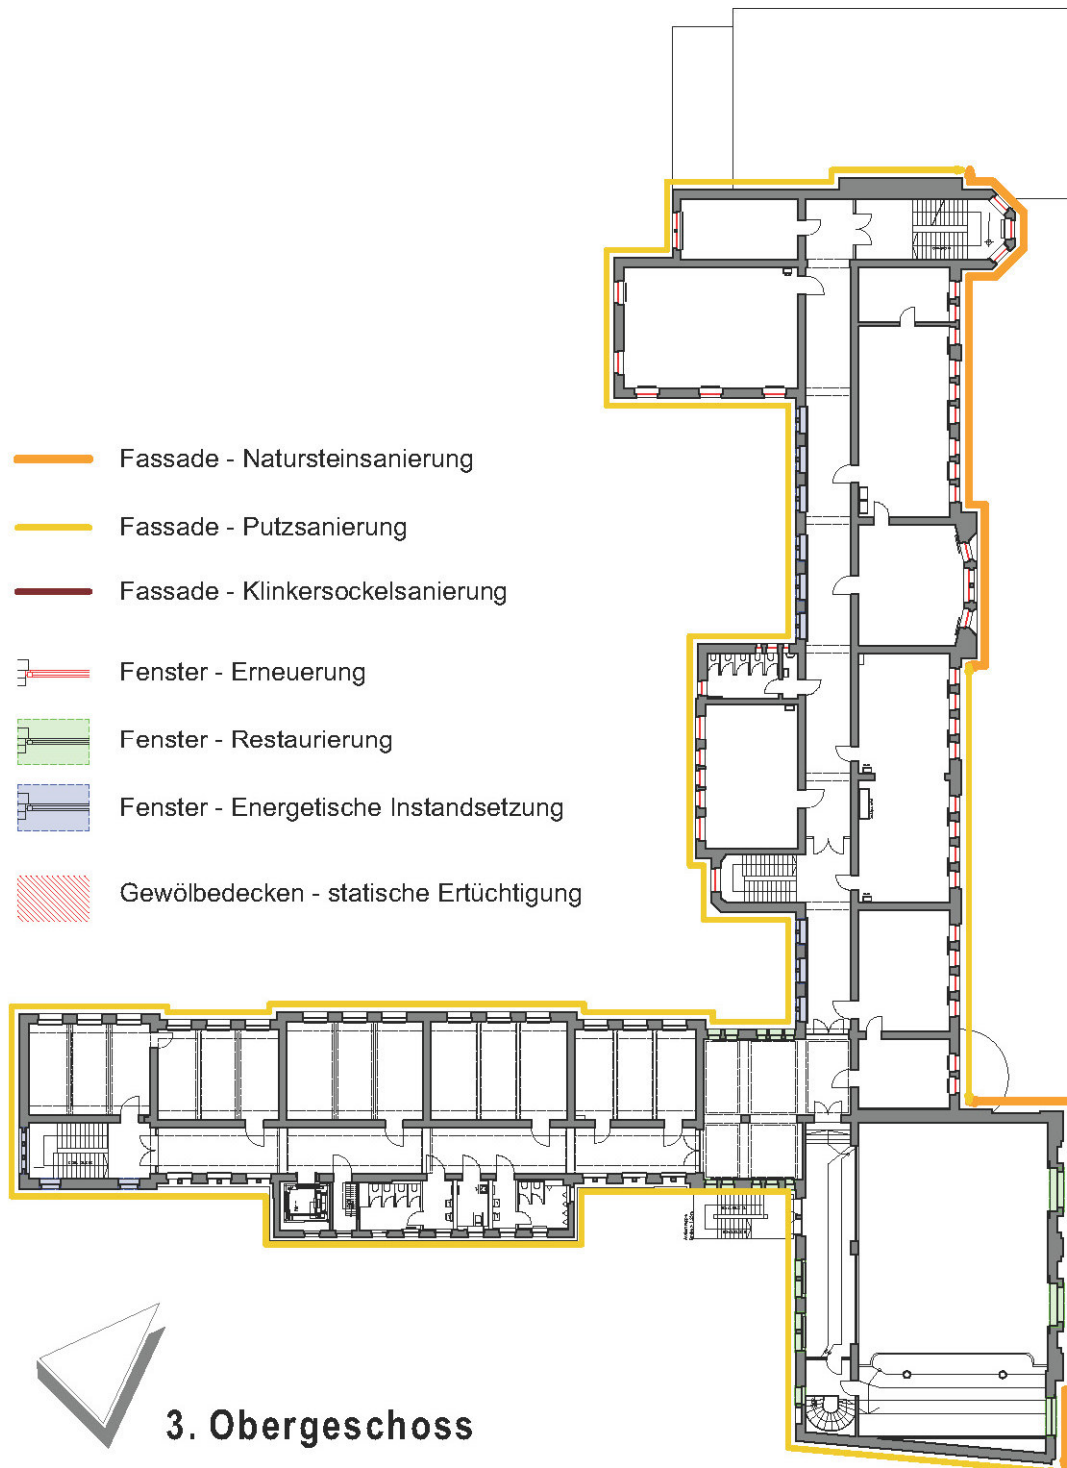 Fassade - Natursteinsanierung
Fassade - Putzsanierung
Fassade - Klinkersockelsanierung
Fenster - Erneuerung
Fenster - Restaurierung
Fenster - Energetische Instandsetzung
Gewölbedecken - statische Ertüchtigung
3. Obergeschoss